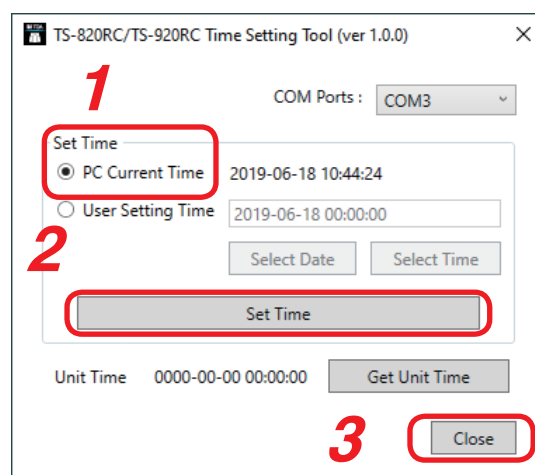 TS-820RC/TS-920RC Time Setting Tool (ver 1.0.0)
1
COM Ports : COM3
Set Time
PC Current Time 2019-06-18 10:44:24
User Setting Time 2019-06-18 00:00:00
2
Select Date Select Time
Set Time
Unit Time 0000-00-00 00:00:00 Get Unit Time
3 Close